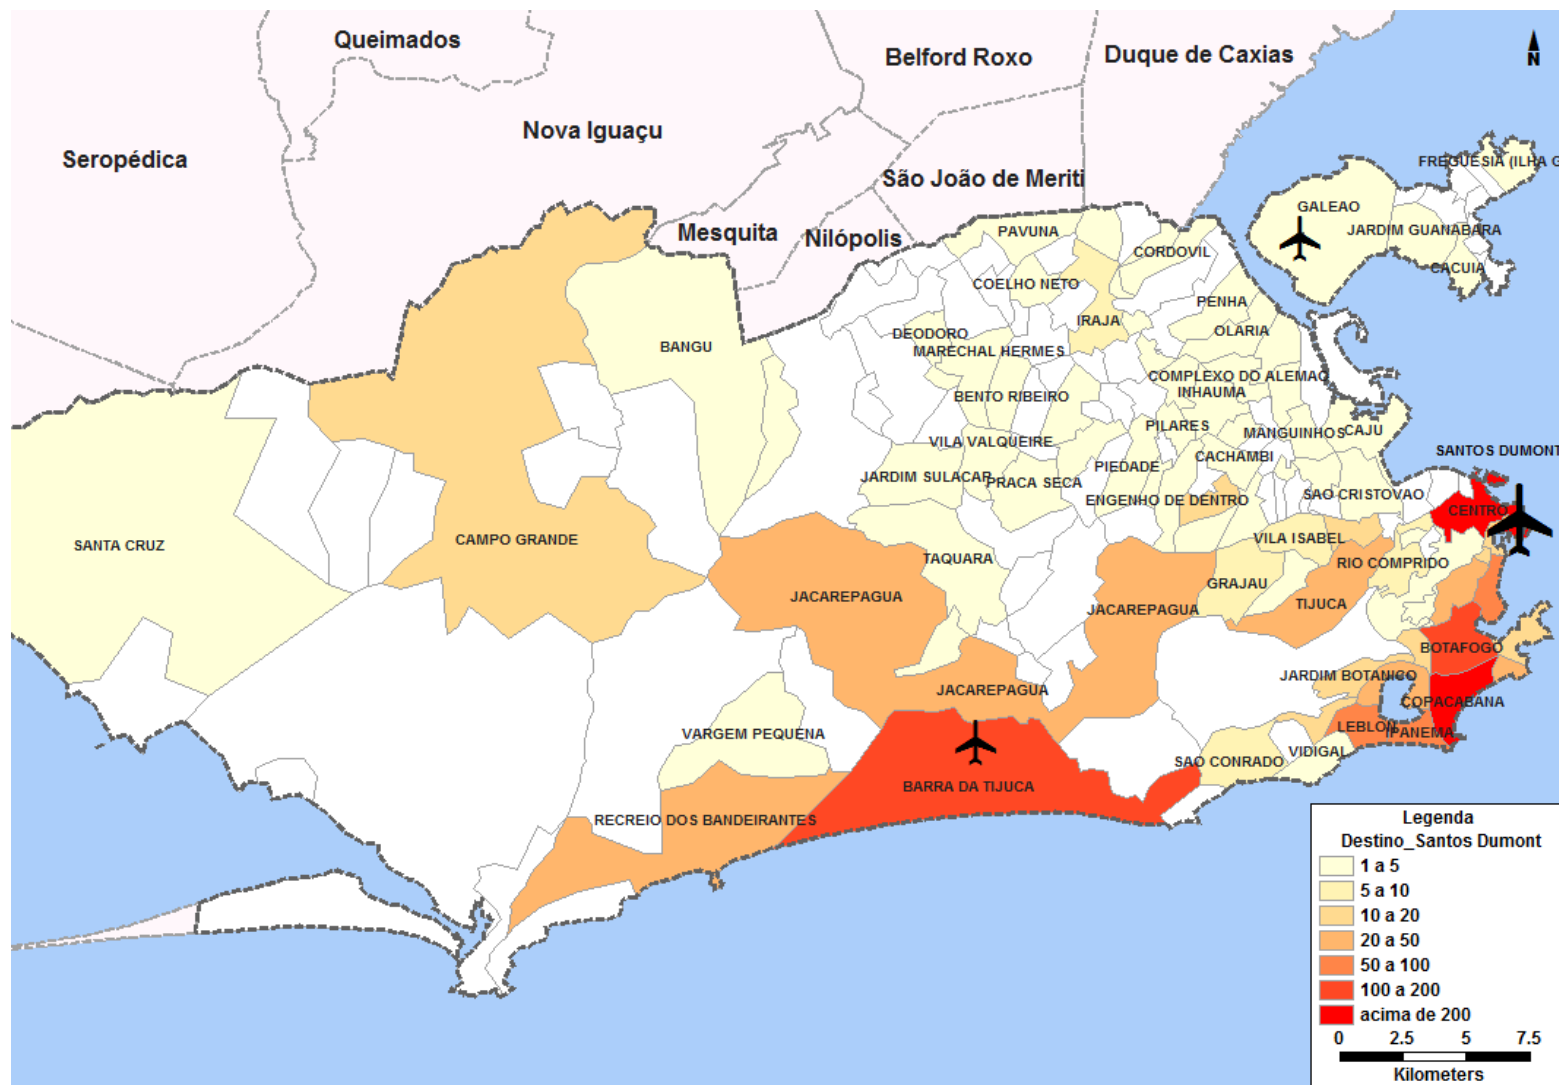 Queimados
Belford Roxo
Duque de Caxias
N
Nova Iguaçu
Seropédica
FREGUESIA (ILHA G
São João de Meriti
GALEAO
Mesquita
Nilópolis
PAVUNA
JARDIM GUANABARA
CORDOVIL
CACUIA
COELHO NETO
PENHA
IRAJA
DEODORO
OLARIA
BANGU
MARECHAL HERMES
COMPLEXO DO ALEMAO
INHAUMA
BENTO RIBEIRO
PILARES
MANGUINHOS
CAJU
VILA VALQUEIRE
SANTOS DUMONT
CACHAMBI
PIEDADE
JARDIM SULACAP
PRACA SECA
ENGENHO DE DENTRO
SAO CRISTOVAO
CENTRO
SANTA CRUZ
CAMPO GRANDE
VILA ISABEL
TAQUARA
RIO COMPRIDO
GRAJAU
JACAREPAGUA
JACAREPAGUA
TIJUCA
BOTAFOGO
JARDIM BOTANICO
JACAREPAGUA
COPACABANA
LEBLON
IPANEMA
VARGEM PEQUENA
VIDIGAL
SAO CONRADO
BARRA DA TIJUCA
RECREIO DOS BANDEIRANTES
Legenda
Destino_Santos Dumont
1 a 5
5 a 10
10 a 20
20 a 50
50 a 100
100 a 200
acima de 200
0 2.5 5 7.5
Kilometers